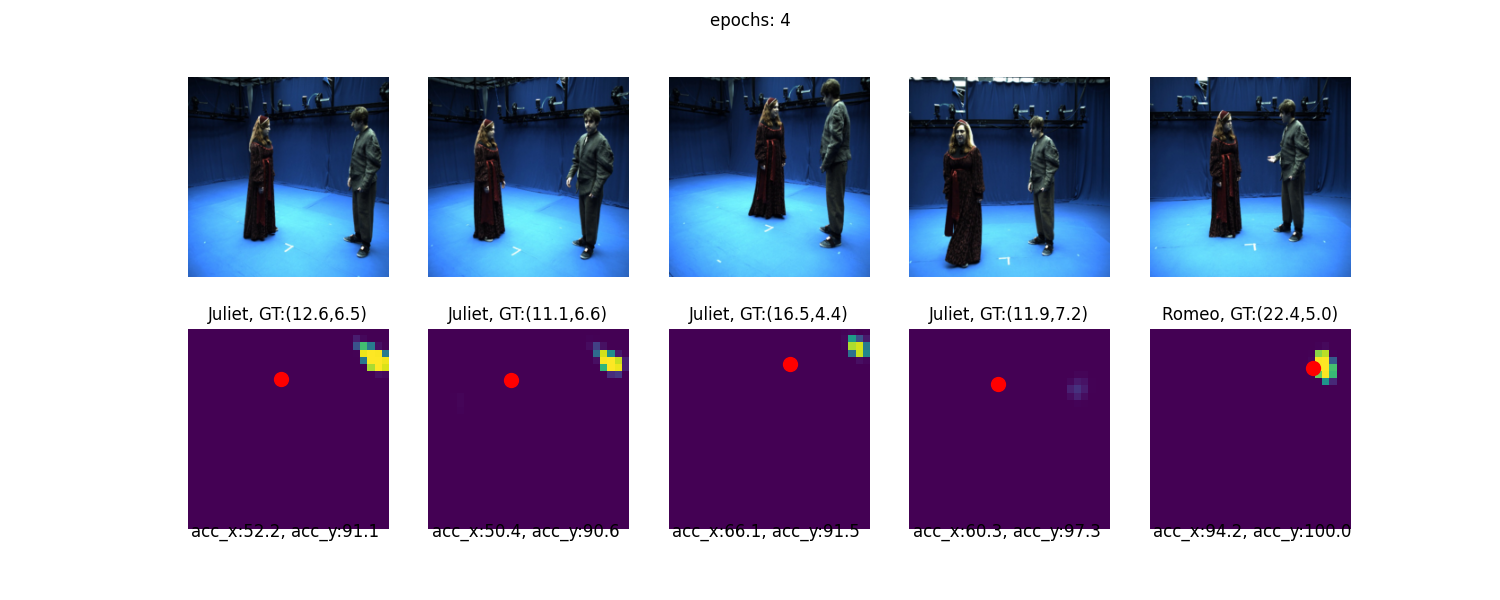 epochs: 4
Juliet, GT:(12.6,6.5)
Juliet, GT:(11.1,6.6)
Juliet, GT:(16.5,4.4)
Juliet, GT:(11.9,7.2)
Romeo, GT:(22.4,5.0)
acc_x:52.2, acc_y:91.1
acc_x:50.4, acc_y:90.6
acc_x:66.1, acc_y:91.5
acc_x:60.3, acc_y:97.3
acc_x:94.2, acc_y:100.0